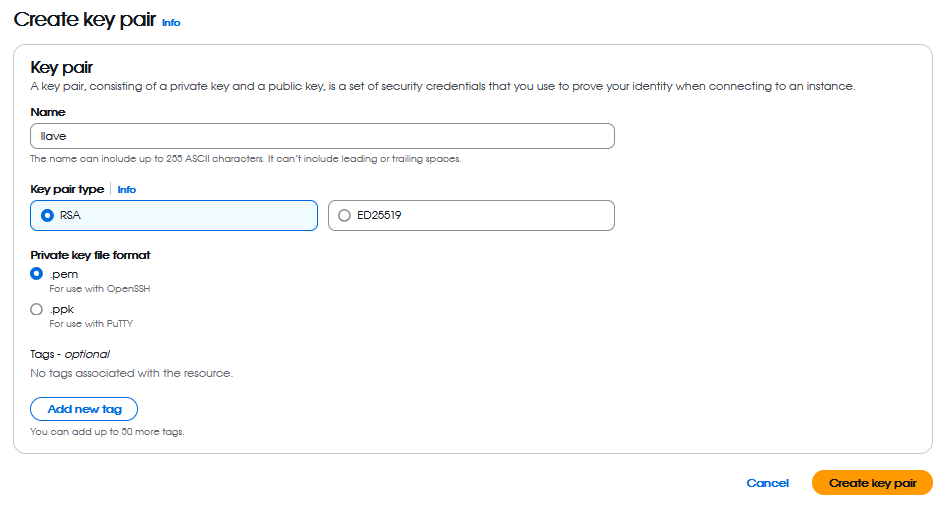 Create key pair Info
Key pair
A key pair, consisting of a private key and a public key, is a set of security credentials that you use to prove your identity when connecting to an instance.
Name
llave
The name can include up to 255 ASCII characters. It can't include leading or trailing spaces.
Key pair type Info
RSA ED25519
Private key file format
.pem
For use with OpenSSH
.ppk
For use with PuTTY
Tags - optional
No tags associated with the resource.
Add new tag
You can add up to 50 more tags.
Cancel Create key pair